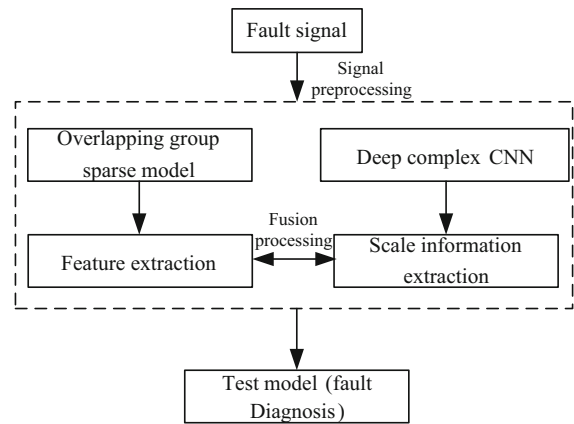 Fault signal
Signal
preprocessing
Overlapping group
sparse model
Deep complex CNN
Fusion
processing
Feature extraction
Scale information
extraction
Test model (fault
Diagnosis)